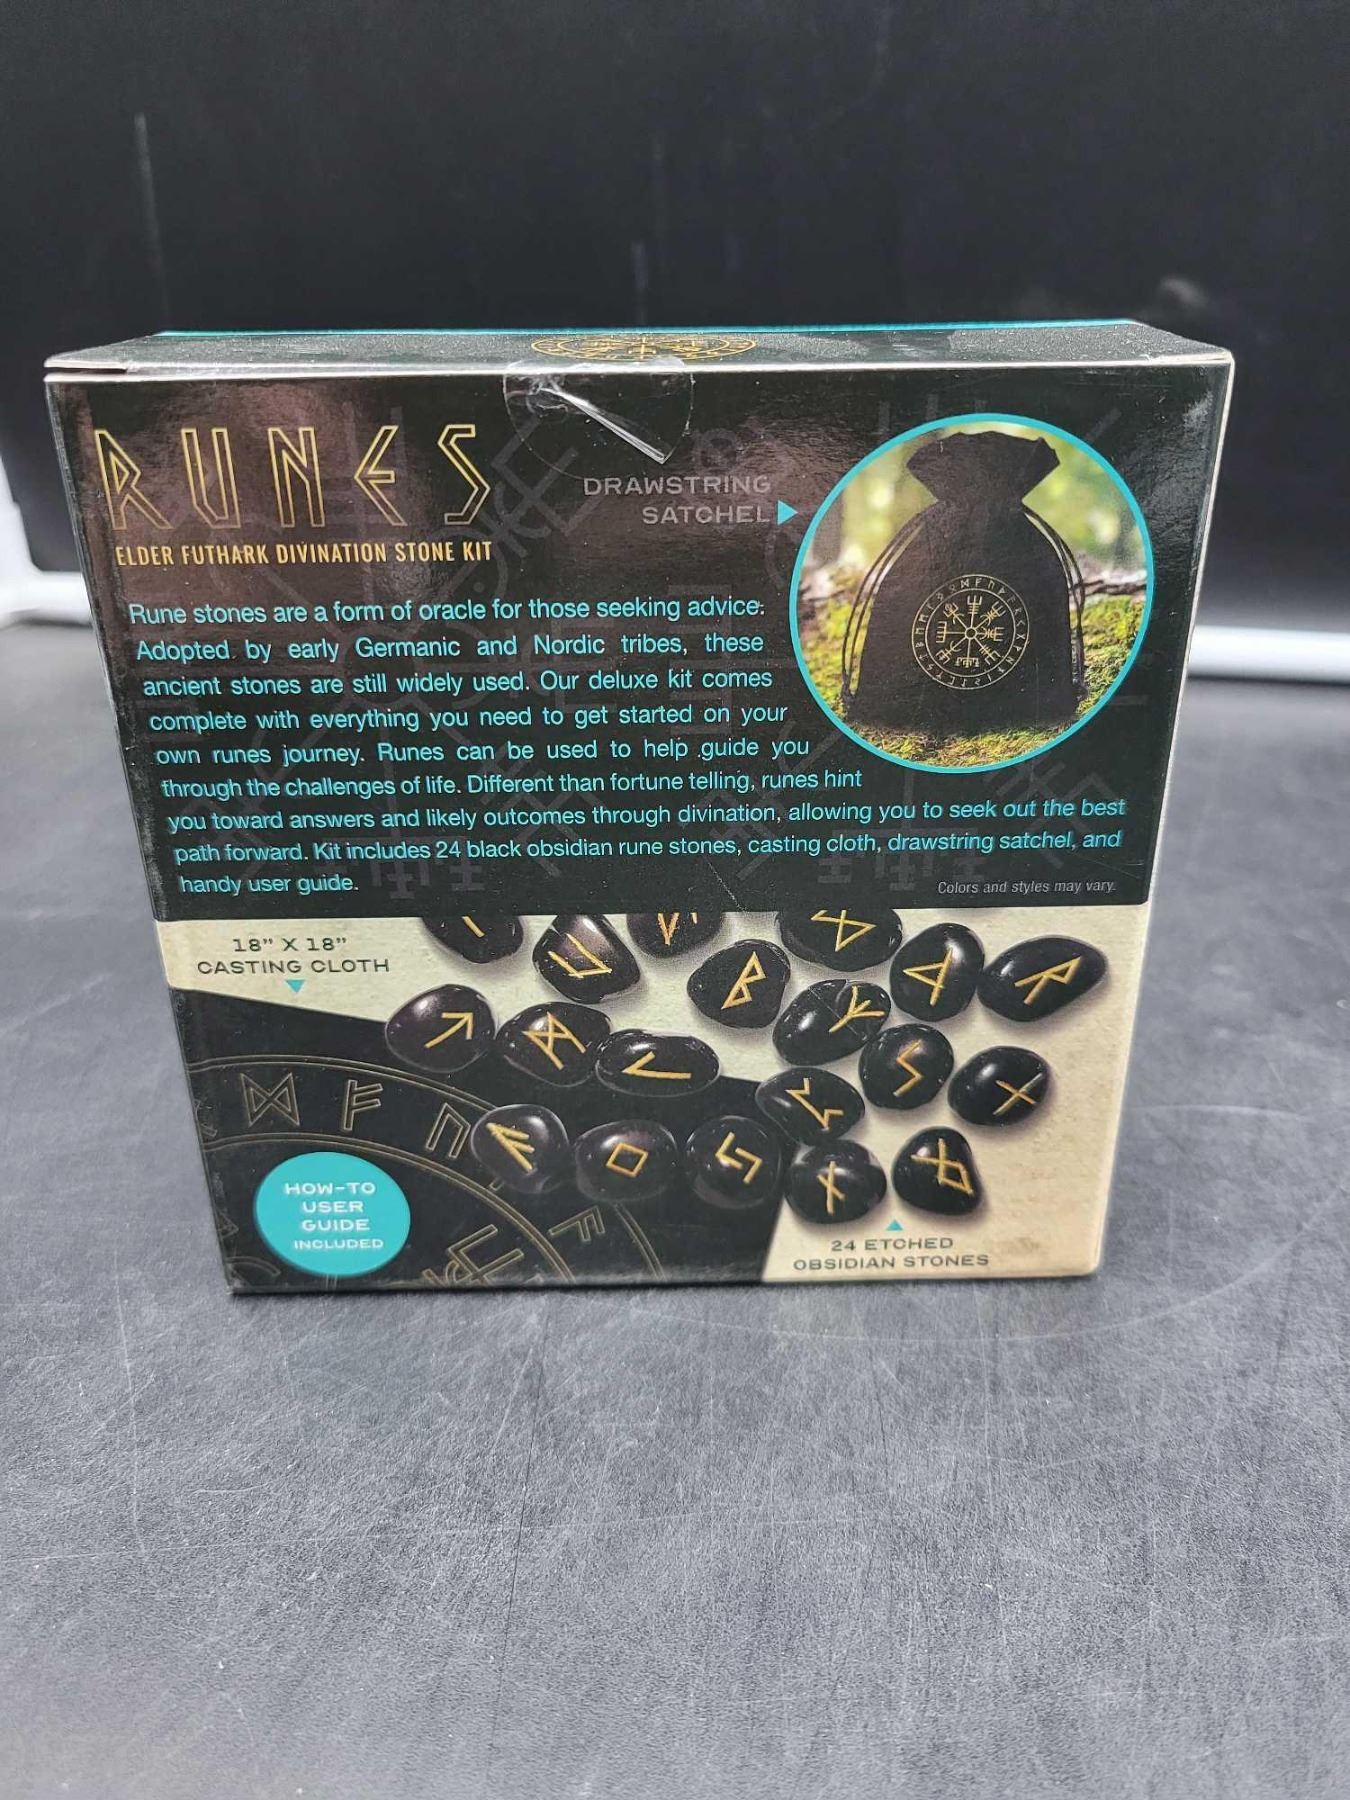 RUNES
ELDER FUTHARK DIVINATION STONE KIT
DRAWSTRING
SATCHEL
Rune stones are a form of oracle for those seeking advice.
Adopted by early Germanic and Nordic tribes, these
ancient stones are still widely used. Our deluxe kit comes
complete with everything you need to get started on your
own runes journey. Runes can be used to help guide you
through the challenges of life. Different than fortune telling, runes hint
you toward answers and likely outcomes through divination, allowing you to seek out the best
path forward. Kit includes 24 black obsidian rune stones, casting cloth, drawstring satchel, and
handy user guide.
Colors and styles may vary.
18” X 18”
CASTING CLOTH
HOW-TO
USER
GUIDE
INCLUDED
24 ETCHED
OBSIDIAN STONES